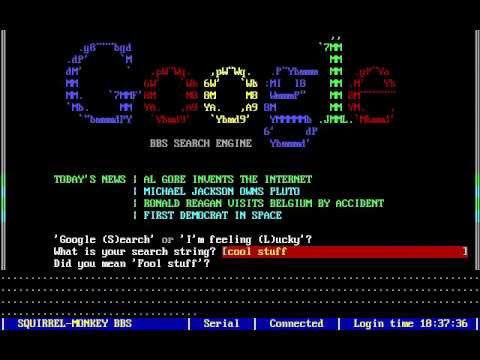 Google
BBS SEARCH ENGINE
TODAY'S NEWS | AL GORE INVENTS THE INTERNET
| MICHAEL JACKSON OWNS PLUTO
| RONALD REAGAN VISITS BELGIUM BY ACCIDENT
| FIRST DEMOCRAT IN SPACE
'Google (S)earch' or 'I'm feeling (L)ucky'?
What is your search string? [cool stuff ]
Did you mean 'Fool stuff'?
SQUIRREL-MONKEY BBS | Serial | Connected | Login time 18:37:36